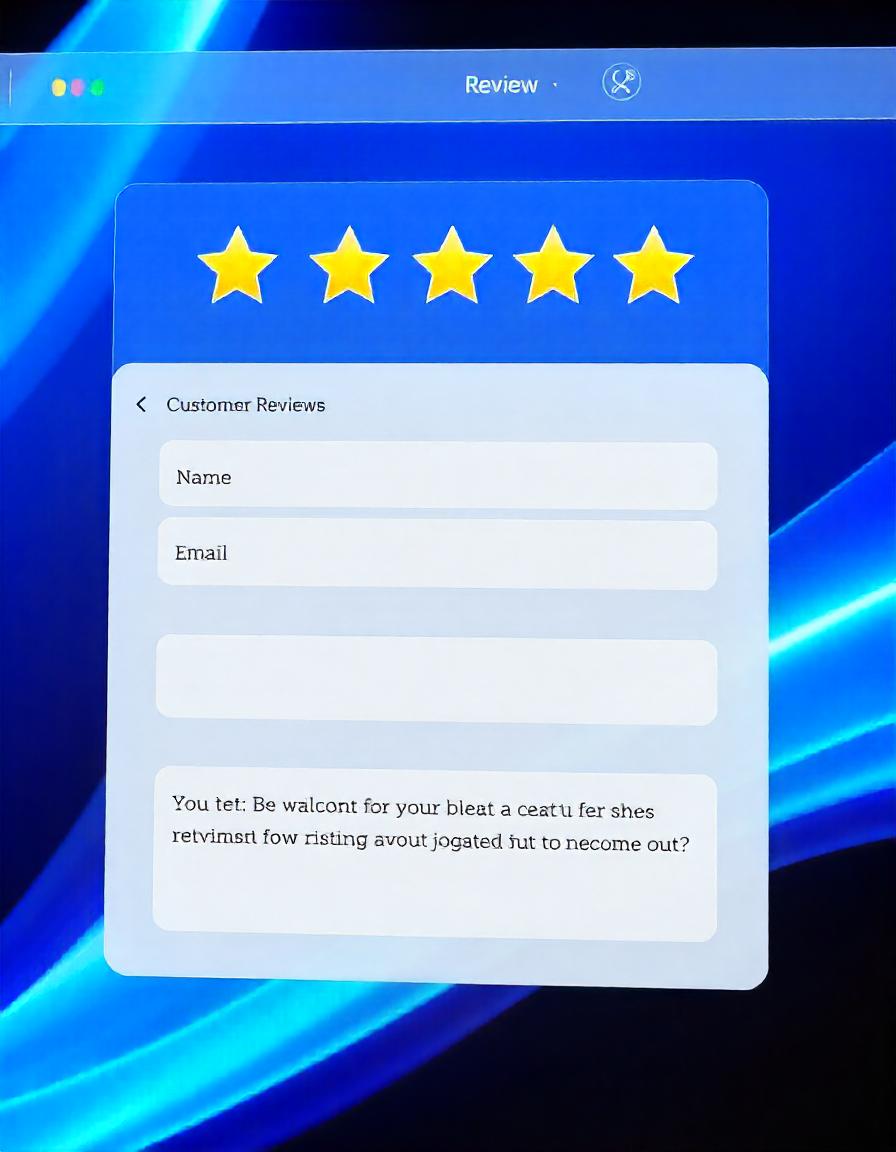 Review
Customer Reviews
Name
Email
You tet: Be walcont for your bleat a ceatu fer shes
retvimsrl fow risting avout jogated fut to necome out?